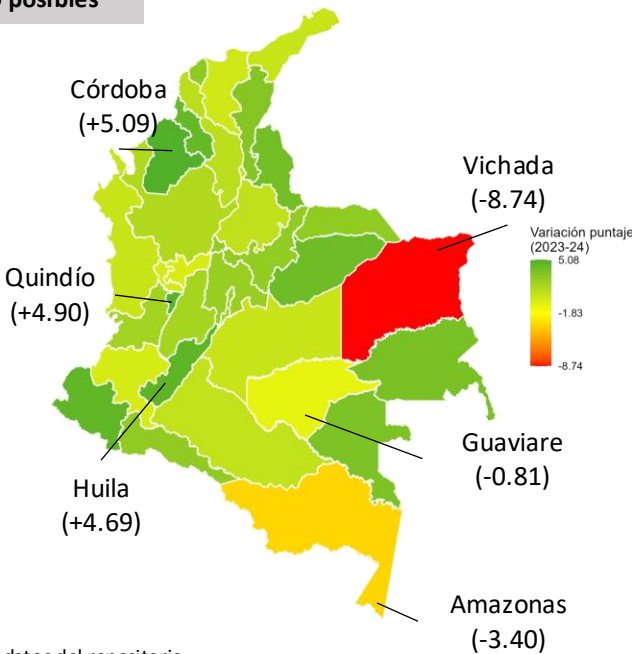 posibles
Córdoba
(+5.09)
Vichada
(-8.74)
Variación puntaje
(2023-24)
5.08
-1.83
-8.74
Quindío
(+4.90)
Guaviare
(-0.81)
Huila
(+4.69)
Amazonas
(-3.40)
datos del repositorio